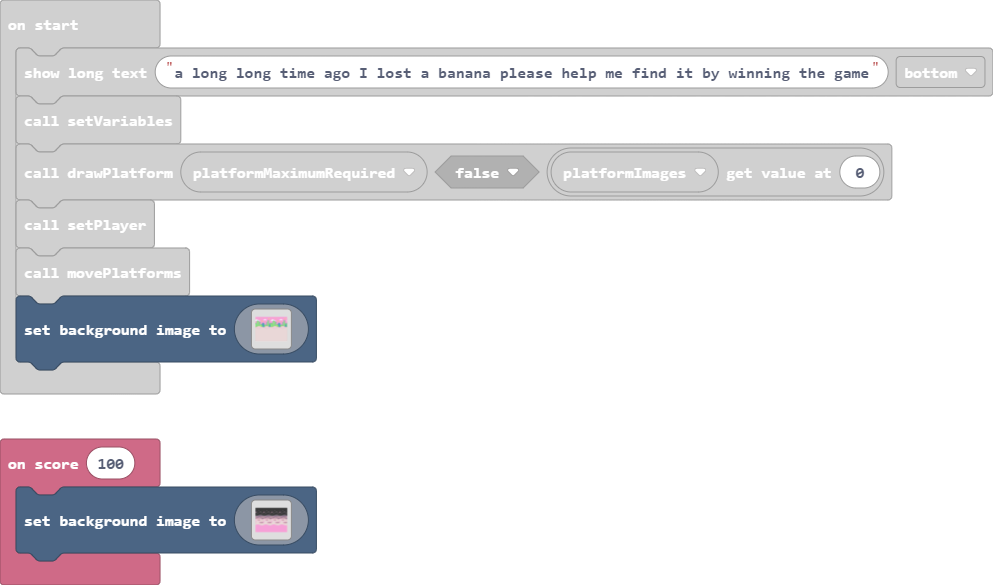 on start
show long text "a long long time ago I lost a banana please help me find it by winning the game" bottom
call setVariables
call drawPlatform platformMaximumRequired false platformImages get value at 0
call setPlayer
call movePlatforms
set background image to
on score 100
set background image to